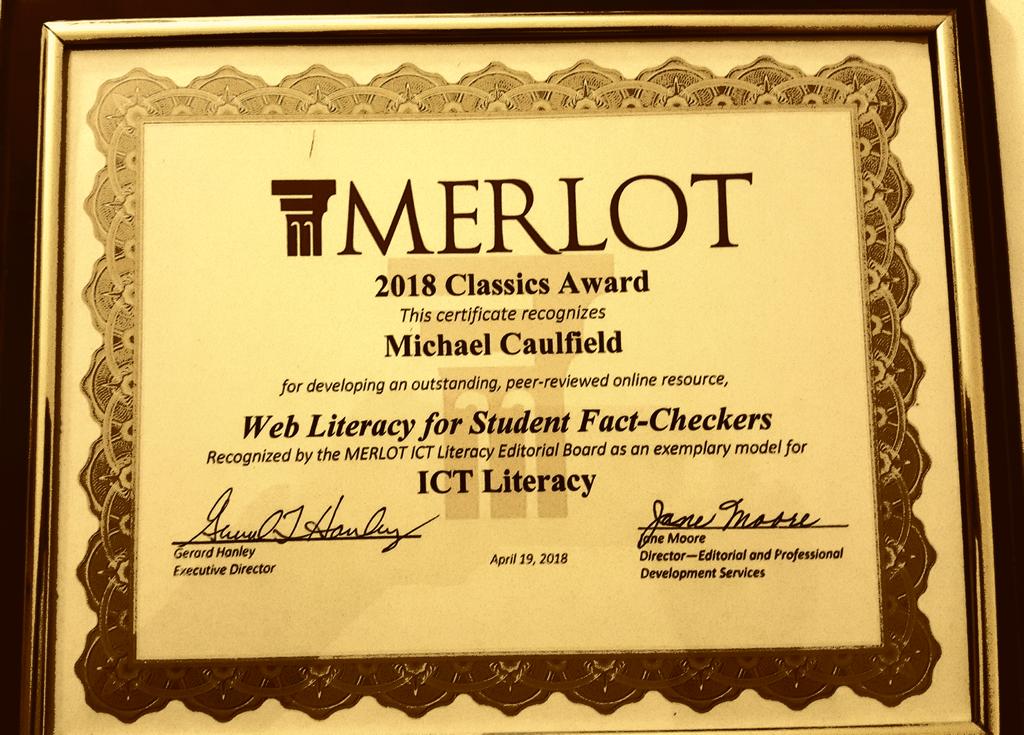 MERLOT
2018 Classics Award
This certificate recognizes
Michael Caulfield
for developing an outstanding, peer-reviewed online resource,
Web Literacy for Student Fact-Checkers
Recognized by the MERLOT ICT Literacy Editorial Board as an exemplary model for
ICT Literacy
Gerard Hanley
Executive Director
April 19, 2018
Jane Moore
Jane Moore
Director—Editorial and Professional
Development Services